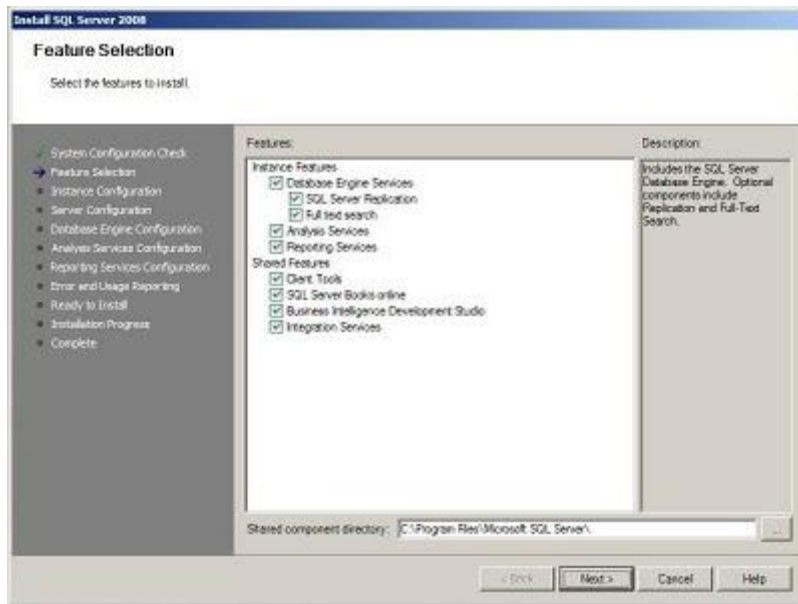 Install SQL Server 2008
Feature Selection
Select the features to install.
System Configuration Check
Feature Selection
Instance Configuration
Server Configuration
Database Engine Configuration
Analysis Services Configuration
Reporting Services Configuration
Error and Usage Reporting
Ready to Install
Installation Progress
Complete
Features:
Instance Features
Database Engine Services
SQL Server Replication
Full text search
Analysis Services
Reporting Services
Shared Features
Client Tools
SQL Server Books online
Business Intelligence Development Studio
Integration Services
Description:
Includes the SQL Server
Database Engine. Optional
components include
Replication and Full-Text
Search.
Shared component directory: C:\Program Files\Microsoft SQL Server\
...
< Back
Next >
Cancel
Help